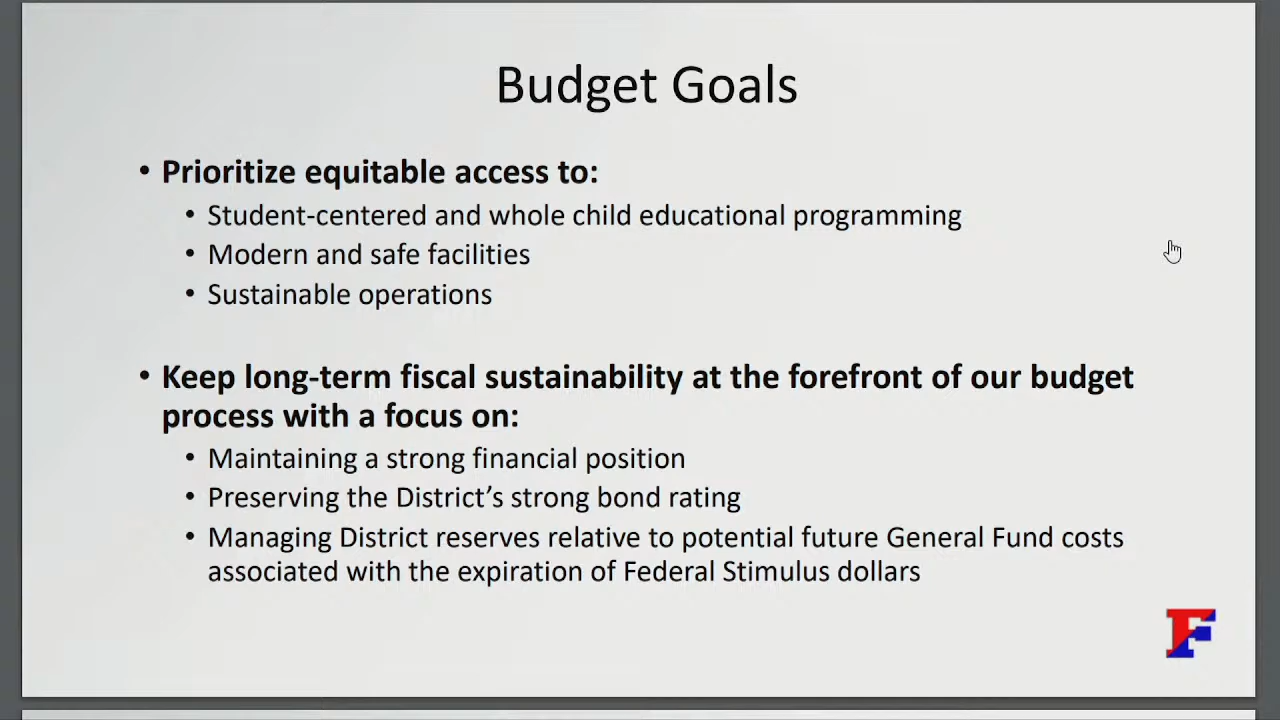 Budget Goals
• Prioritize equitable access to:
• Student-centered and whole child educational programming
• Modern and safe facilities
• Sustainable operations
• Keep long-term fiscal sustainability at the forefront of our budget
process with a focus on:
• Maintaining a strong financial position
• Preserving the District’s strong bond rating
• Managing District reserves relative to potential future General Fund costs
associated with the expiration of Federal Stimulus dollars
F